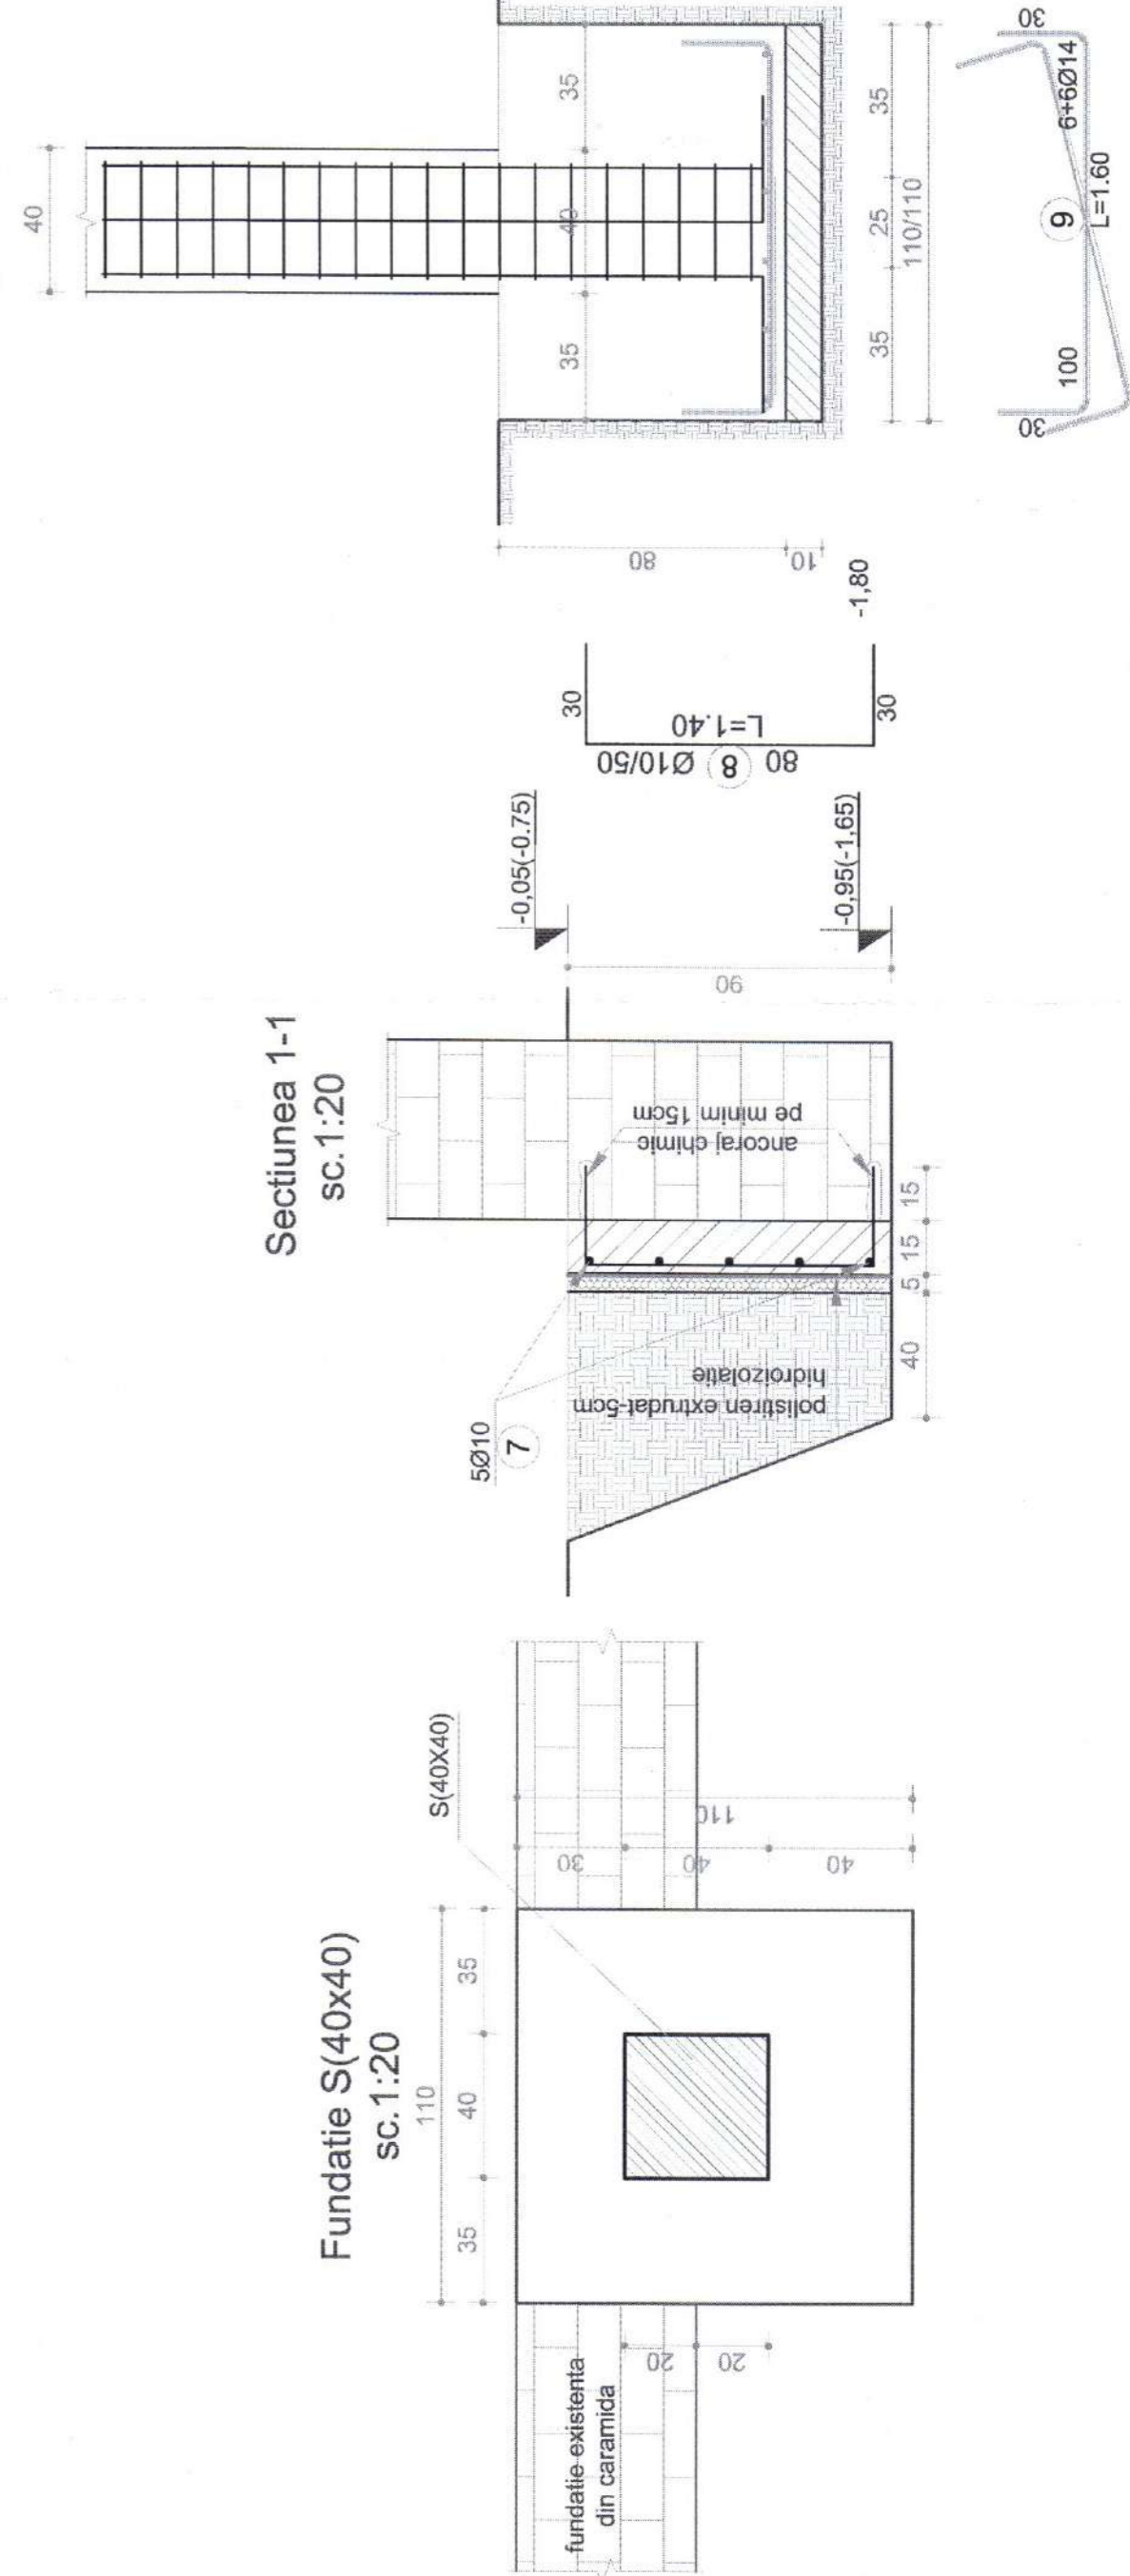 Fundatie S(40x40)
sc.1:20
110
35
40
35
S(40X40)
30
40
40
110
20
20
fundatie existenta
din caramida
Sectiunea 1-1
sc.1:20
5Ø10
7
polistiren extrudat-5cm
hidroizolatie
ancoraj chimic
pe minim 15cm
40
5
15
15
90
-0,05(-0.75)
-0,95(-1,65)
30
80
8
Ø10/50
L=1.40
30
-1,80
40
35
40
35
80
10
35
25
35
110/110
30
100
9
6+6Ø14
L=1.60
30